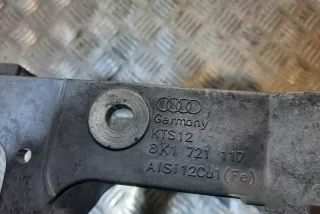 Germany
KTS12
8K1 721 117
AlSi12Cu1(Fe)